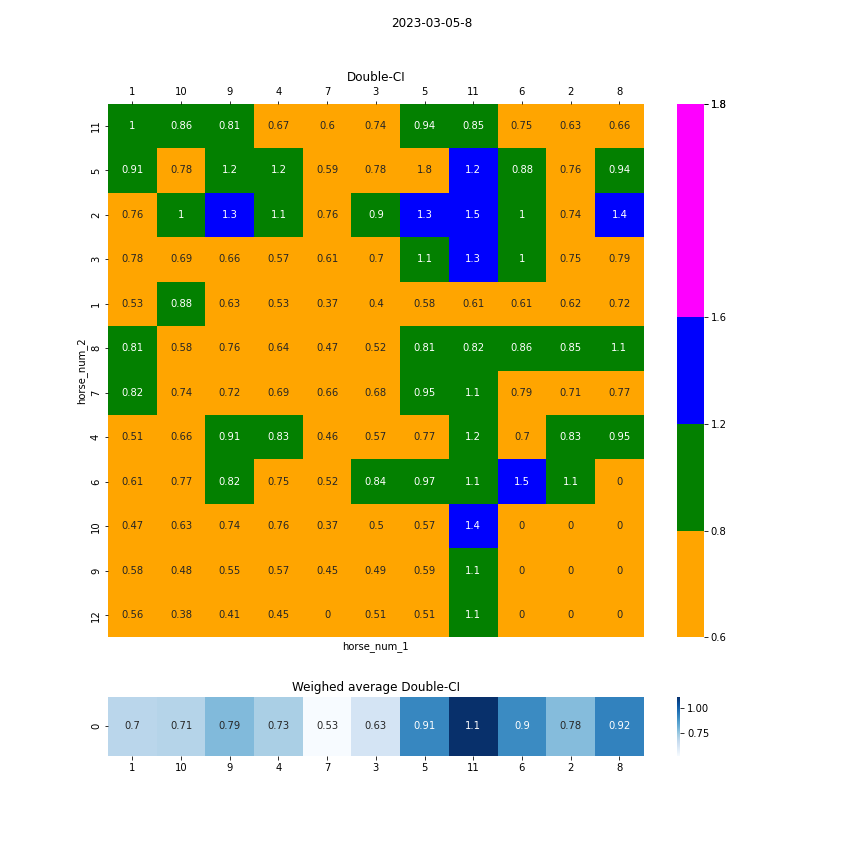 2023-03-05-8
Double-CI
1 10 9 4 7 3 5 11 6 2 8
11 1 0.86 0.81 0.67 0.6 0.74 0.94 0.85 0.75 0.63 0.66
5 0.91 0.78 1.2 1.2 0.59 0.78 1.8 1.2 0.88 0.76 0.94
2 0.76 1 1.3 1.1 0.76 0.9 1.3 1.5 1 0.74 1.4
3 0.78 0.69 0.66 0.57 0.61 0.7 1.1 1.3 1 0.75 0.79
1 0.53 0.88 0.63 0.53 0.37 0.4 0.58 0.61 0.61 0.62 0.72
8 0.81 0.58 0.76 0.64 0.47 0.52 0.81 0.82 0.86 0.85 1.1
7 0.82 0.74 0.72 0.69 0.66 0.68 0.95 1.1 0.79 0.71 0.77
4 0.51 0.66 0.91 0.83 0.46 0.57 0.77 1.2 0.7 0.83 0.95
6 0.61 0.77 0.82 0.75 0.52 0.84 0.97 1.1 1.5 1.1 0
10 0.47 0.63 0.74 0.76 0.37 0.5 0.57 1.4 0 0 0
9 0.58 0.48 0.55 0.57 0.45 0.49 0.59 1.1 0 0 0
12 0.56 0.38 0.41 0.45 0 0.51 0.51 1.1 0 0 0
horse_num_2
horse_num_1
1.8
1.6
1.2
0.8
0.6
Weighed average Double-CI
0 0.7 0.71 0.79 0.73 0.53 0.63 0.91 1.1 0.9 0.78 0.92
1 10 9 4 7 3 5 11 6 2 8
1.00
0.75